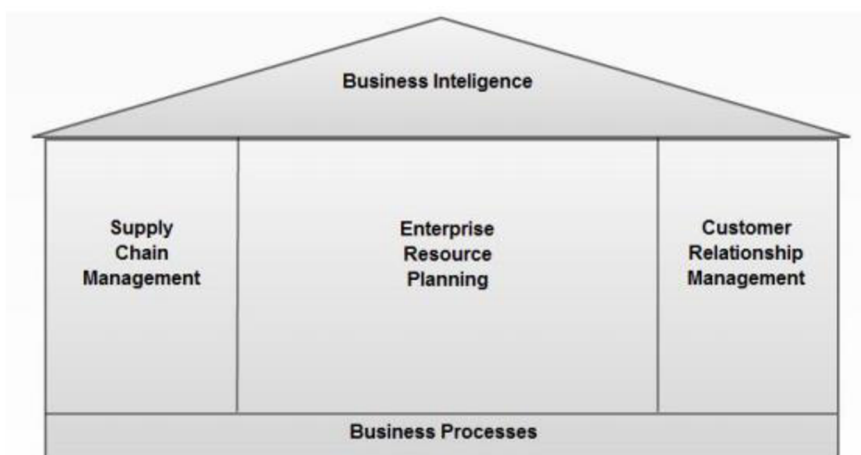 Business Inteligence
Supply
Chain
Management
Enterprise
Resource
Planning
Customer
Relationship
Management
Business Processes